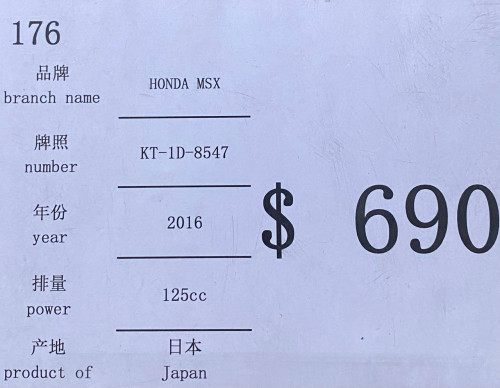 176
品牌
branch name
HONDA MSX
牌照
number
KT-1D-8547
年份
year
2016
$ 690
排量
power
125cc
产地
product of
日本
Japan